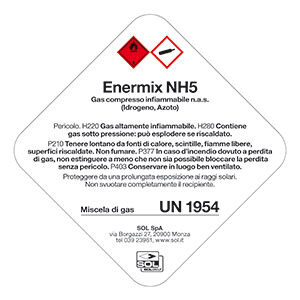 Enermix NH5
Gas compresso infiammabile n.a.s.
(Idrogeno, Azoto)
Pericolo. H220 Gas altamente infiammabile. H280 Contiene
gas sotto pressione: può esplodere se riscaldato.
P210 Tenere lontano da fonti di calore, scintille, fiamme libere,
superfici riscaldate. Non fumare. P377 In caso d'incendio dovuto a perdita
di gas, non estinguere a meno che non sia possibile bloccare la perdita
senza pericolo. P403 Conservare in luogo ben ventilato.
Proteggere da una prolungata esposizione ai raggi solari.
Non svuotare completamente il recipiente.
Miscela di gas UN 1954
SOL SpA
via Borgazzi 27, 20900 Monza
tel 039 23961, www.sol.it
SOL
SOLGROUP